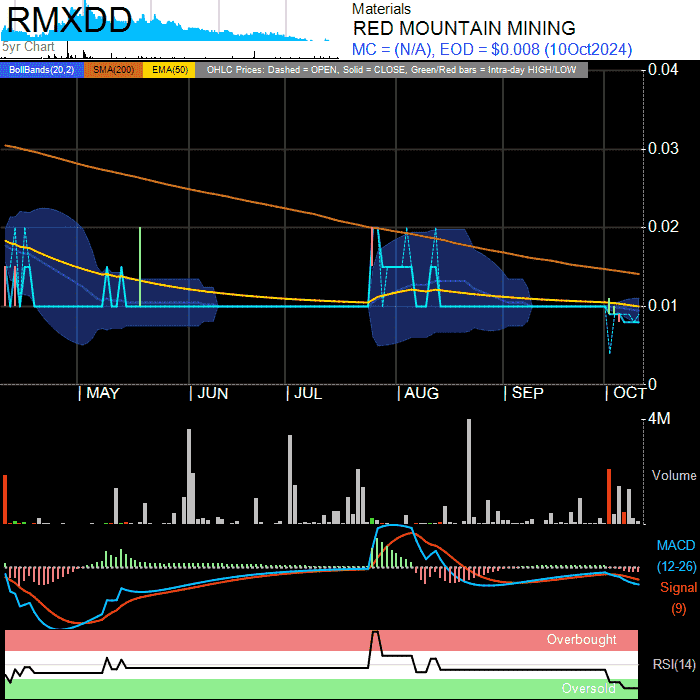 RMXDD
5yr Chart
Materials
RED MOUNTAIN MINING
MC = (N/A), EOD = $0.008 (10Oct2024)
BollBands(20,2) SMA(200) EMA(50) OHLC Prices: Dashed = OPEN, Solid = CLOSE, Green/Red bars = Intra-day HIGH/LOW
0.04
0.03
0.02
0.01
0
| MAY | JUN | JUL | AUG | SEP | OCT
4M
Volume
MACD
(12-26)
Signal
(9)
Overbought
RSI(14)
Oversold